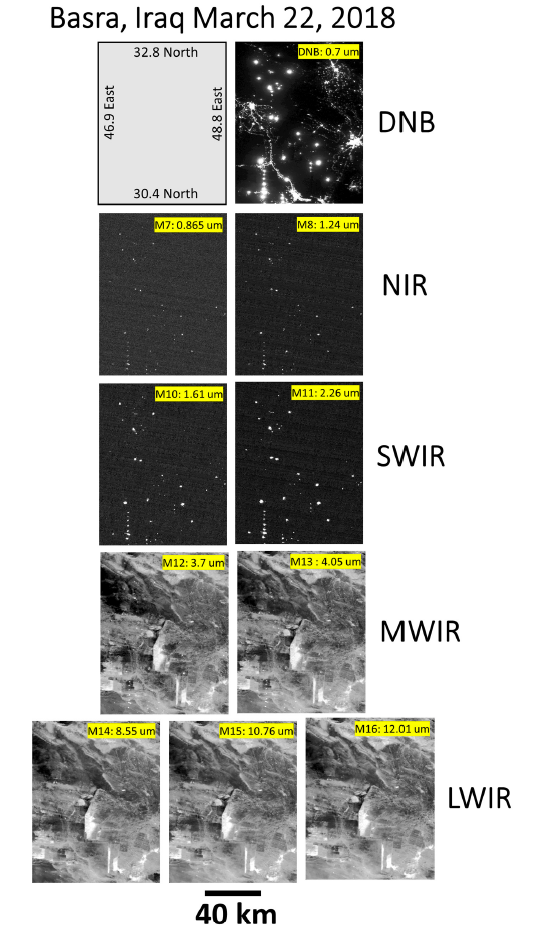 Basra, Iraq March 22, 2018
32.8 North
46.9 East
48.8 East
30.4 North
DNB: 0.7 um
DNB
M7: 0.865 um
M8: 1.24 um
NIR
M10: 1.61 um
M11: 2.26 um
SWIR
M12: 3.7 um
M13 : 4.05 um
MWIR
M14: 8.55 um
M15: 10.76 um
M16: 12.01 um
LWIR
40 km